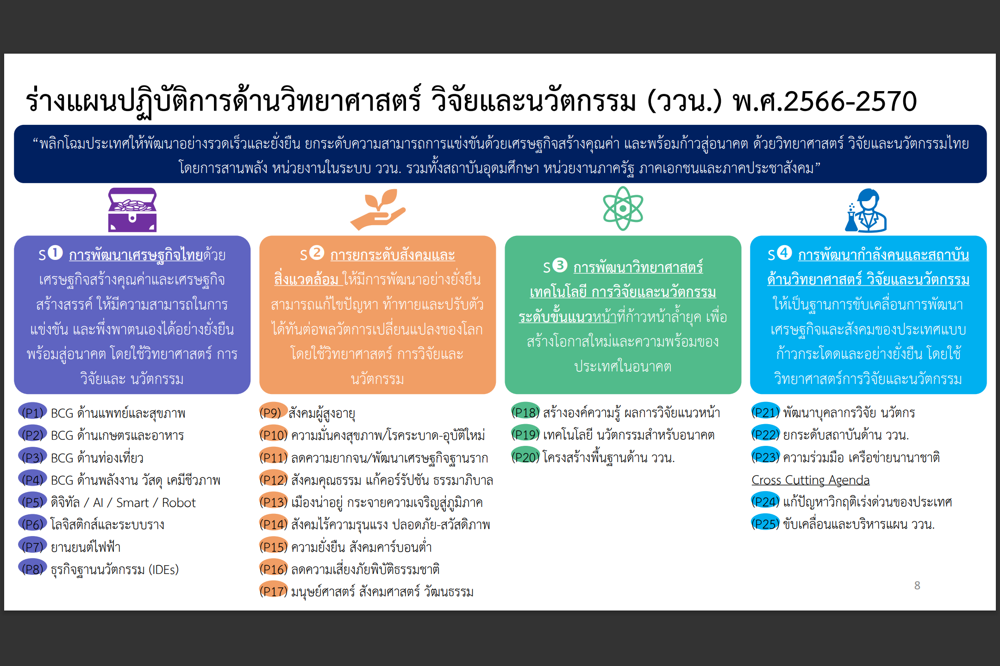 ร่างแผนปฏิบัติการด้านวิทยาศาสตร์ วิจัยและนวัตกรรม (ววน.) พ.ศ.2566-2570
“พลิกโฉมประเทศให้พัฒนาอย่างรวดเร็วและยั่งยืน ยกระดับความสามารถการแข่งขันด้วยเศรษฐกิจสร้างคุณค่า และพร้อมก้าวสู่อนาคต ด้วยวิทยาศาสตร์ วิจัยและนวัตกรรมไทย
โดยการสานพลัง หน่วยงานในระบบ ววน. รวมทั้งสถาบันอุดมศึกษา หน่วยงานภาครัฐ ภาคเอกชนและภาคประชาสังคม”
S❶ การพัฒนาเศรษฐกิจไทยด้วย
เศรษฐกิจสร้างคุณค่าและเศรษฐกิจ
สร้างสรรค์ ให้มีความสามารถในการ
แข่งขัน และพึ่งพาตนเองได้อย่างยั่งยืน
พร้อมสู่อนาคต โดยใช้วิทยาศาสตร์ การ
วิจัยและ นวัตกรรม
(P1) BCG ด้านแพทย์และสุขภาพ
(P2) BCG ด้านเกษตรและอาหาร
(P3) BCG ด้านท่องเที่ยว
(P4) BCG ด้านพลังงาน วัสดุ เคมีชีวภาพ
(P5) ดิจิทัล / AI / Smart / Robot
(P6) โลจิสติกส์และระบบราง
(P7) ยานยนต์ไฟฟ้า
(P8) ธุรกิจฐานนวัตกรรม (IDEs)
S❷ การยกระดับสังคมและ
สิ่งแวดล้อม ให้มีการพัฒนาอย่างยั่งยืน
สามารถแก้ไขปัญหา ท้าทายและปรับตัว
ได้ทันต่อพลวัตการเปลี่ยนแปลงของโลก
โดยใช้วิทยาศาสตร์ การวิจัยและ
นวัตกรรม
(P9) สังคมผู้สูงอายุ
(P10) ความมั่นคงสุขภาพ/โรคระบาด-อุบัติใหม่
(P11) ลดความยากจน/พัฒนาเศรษฐกิจฐานราก
(P12) สังคมคุณธรรม แก้คอร์รัปชัน ธรรมาภิบาล
(P13) เมืองน่าอยู่ กระจายความเจริญสู่ภูมิภาค
(P14) สังคมไร้ความรุนแรง ปลอดภัย-สวัสดิภาพ
(P15) ความยั่งยืน สังคมคาร์บอนต่ำ
(P16) ลดความเสี่ยงภัยพิบัติธรรมชาติ
(P17) มนุษย์ศาสตร์ สังคมศาสตร์ วัฒนธรรม
S❸ การพัฒนาวิทยาศาสตร์
เทคโนโลยี การวิจัยและนวัตกรรม
ระดับขั้นแนวหน้าที่ก้าวหน้าล้ำยุค เพื่อ
สร้างโอกาสใหม่และความพร้อมของ
ประเทศในอนาคต
(P18) สร้างองค์ความรู้ ผลการวิจัยแนวหน้า
(P19) เทคโนโลยี นวัตกรรมสำหรับอนาคต
(P20) โครงสร้างพื้นฐานด้าน ววน.
S❹ การพัฒนากำลังคนและสถาบัน
ด้านวิทยาศาสตร์ วิจัยและนวัตกรรม
ให้เป็นฐานการขับเคลื่อนการพัฒนา
เศรษฐกิจและสังคมของประเทศแบบ
ก้าวกระโดดและอย่างยั่งยืน โดยใช้
วิทยาศาสตร์การวิจัยและนวัตกรรม
(P21) พัฒนาบุคลากรวิจัย นวัตกร
(P22) ยกระดับสถาบันด้าน ววน.
(P23) ความร่วมมือ เครือข่ายนานาชาติ
Cross Cutting Agenda
(P24) แก้ปัญหาวิกฤติเร่งด่วนของประเทศ
(P25) ขับเคลื่อนและบริหารแผน ววน.
8